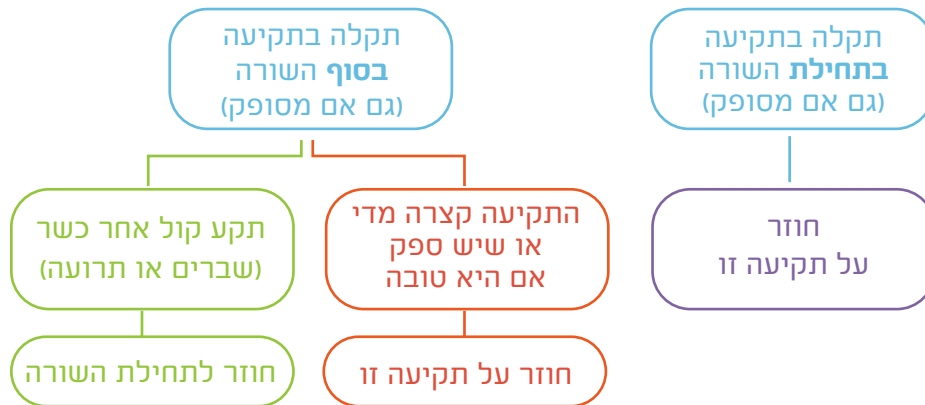 תקלה בתקיעה
בתחילת השורה
(גם אם מסופק)
חוזר
על תקיעה זו
תקלה בתקיעה
בסוף השורה
(גם אם מסופק)
התקיעה קצרה מדי
או שיש ספק
אם היא טובה
חוזר על תקיעה זו
תקע קול אחר כשר
(שברים או תרועה)
חוזר לתחילת השורה